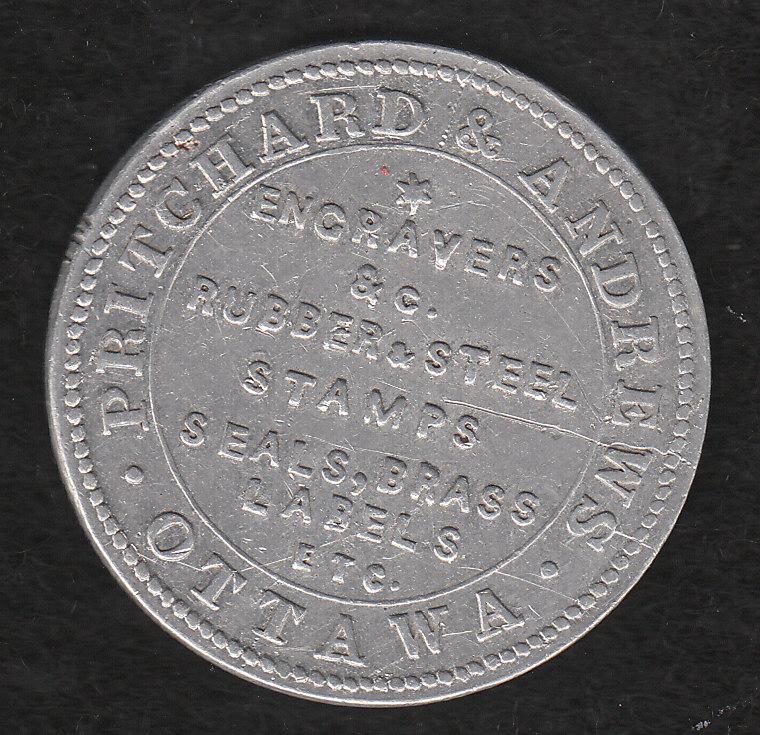 PRITCHARD & ANDREWS
ENGRAVERS
& C.
RUBBER & STEEL
STAMPS
SEALS, BRASS
LABELS
ETC.
· OTTAWA ·